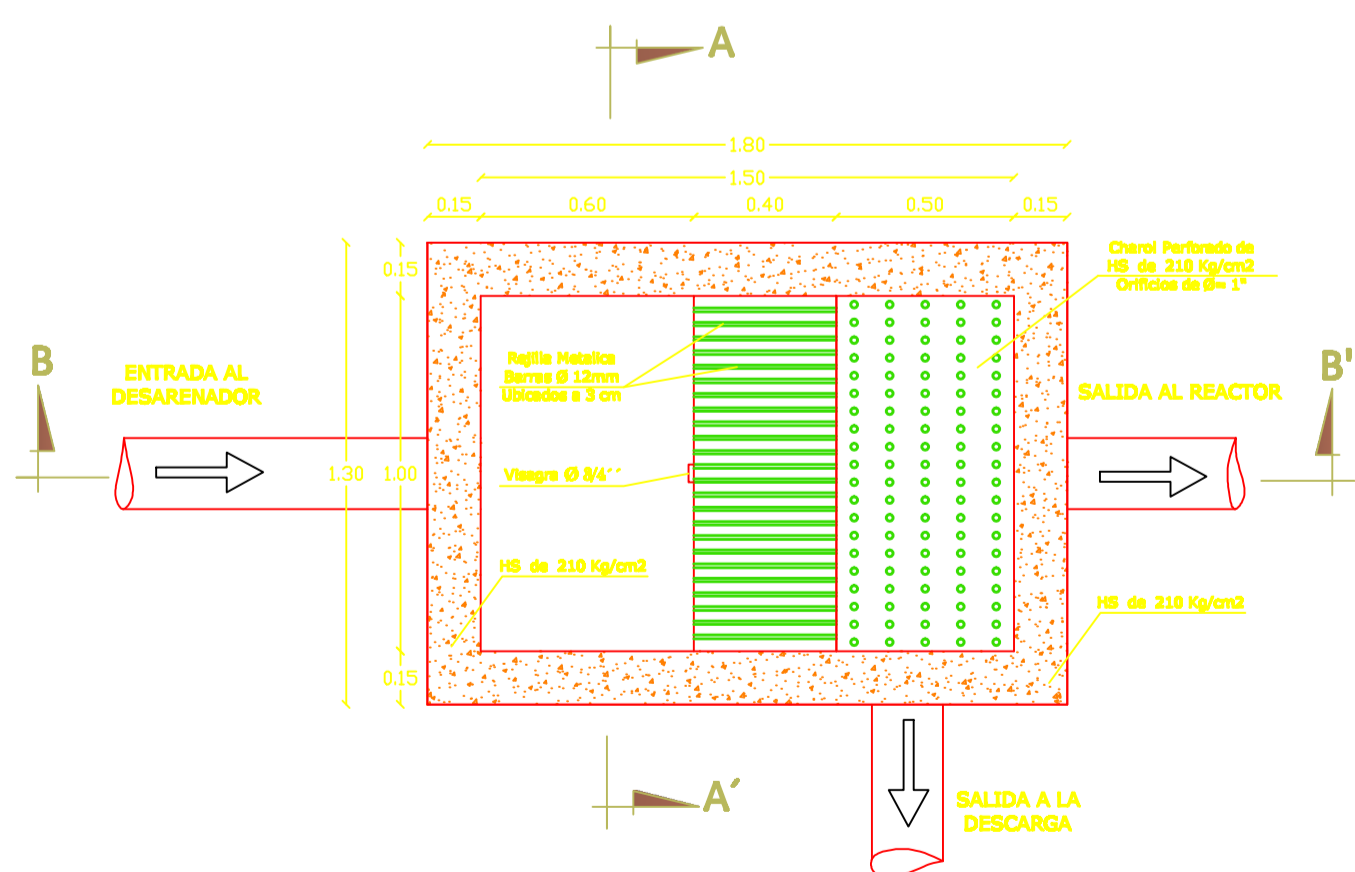 A
1.80
1.50
0.15
0.60
0.40
0.50
0.15
0.15
Charol Perforado de
HS de 210 Kg/cm2
Orificios de Ø= 1"
B
ENTRADA AL
DESARENADOR
Rejilla Metalica
Barras Ø 12mm
Ubicados a 3 cm
B'
SALIDA AL REACTOR
1.30
1.00
Visagra Ø 3/4´´
HS de 210 Kg/cm2
HS de 210 Kg/cm2
0.15
A´
SALIDA A LA
DESCARGA